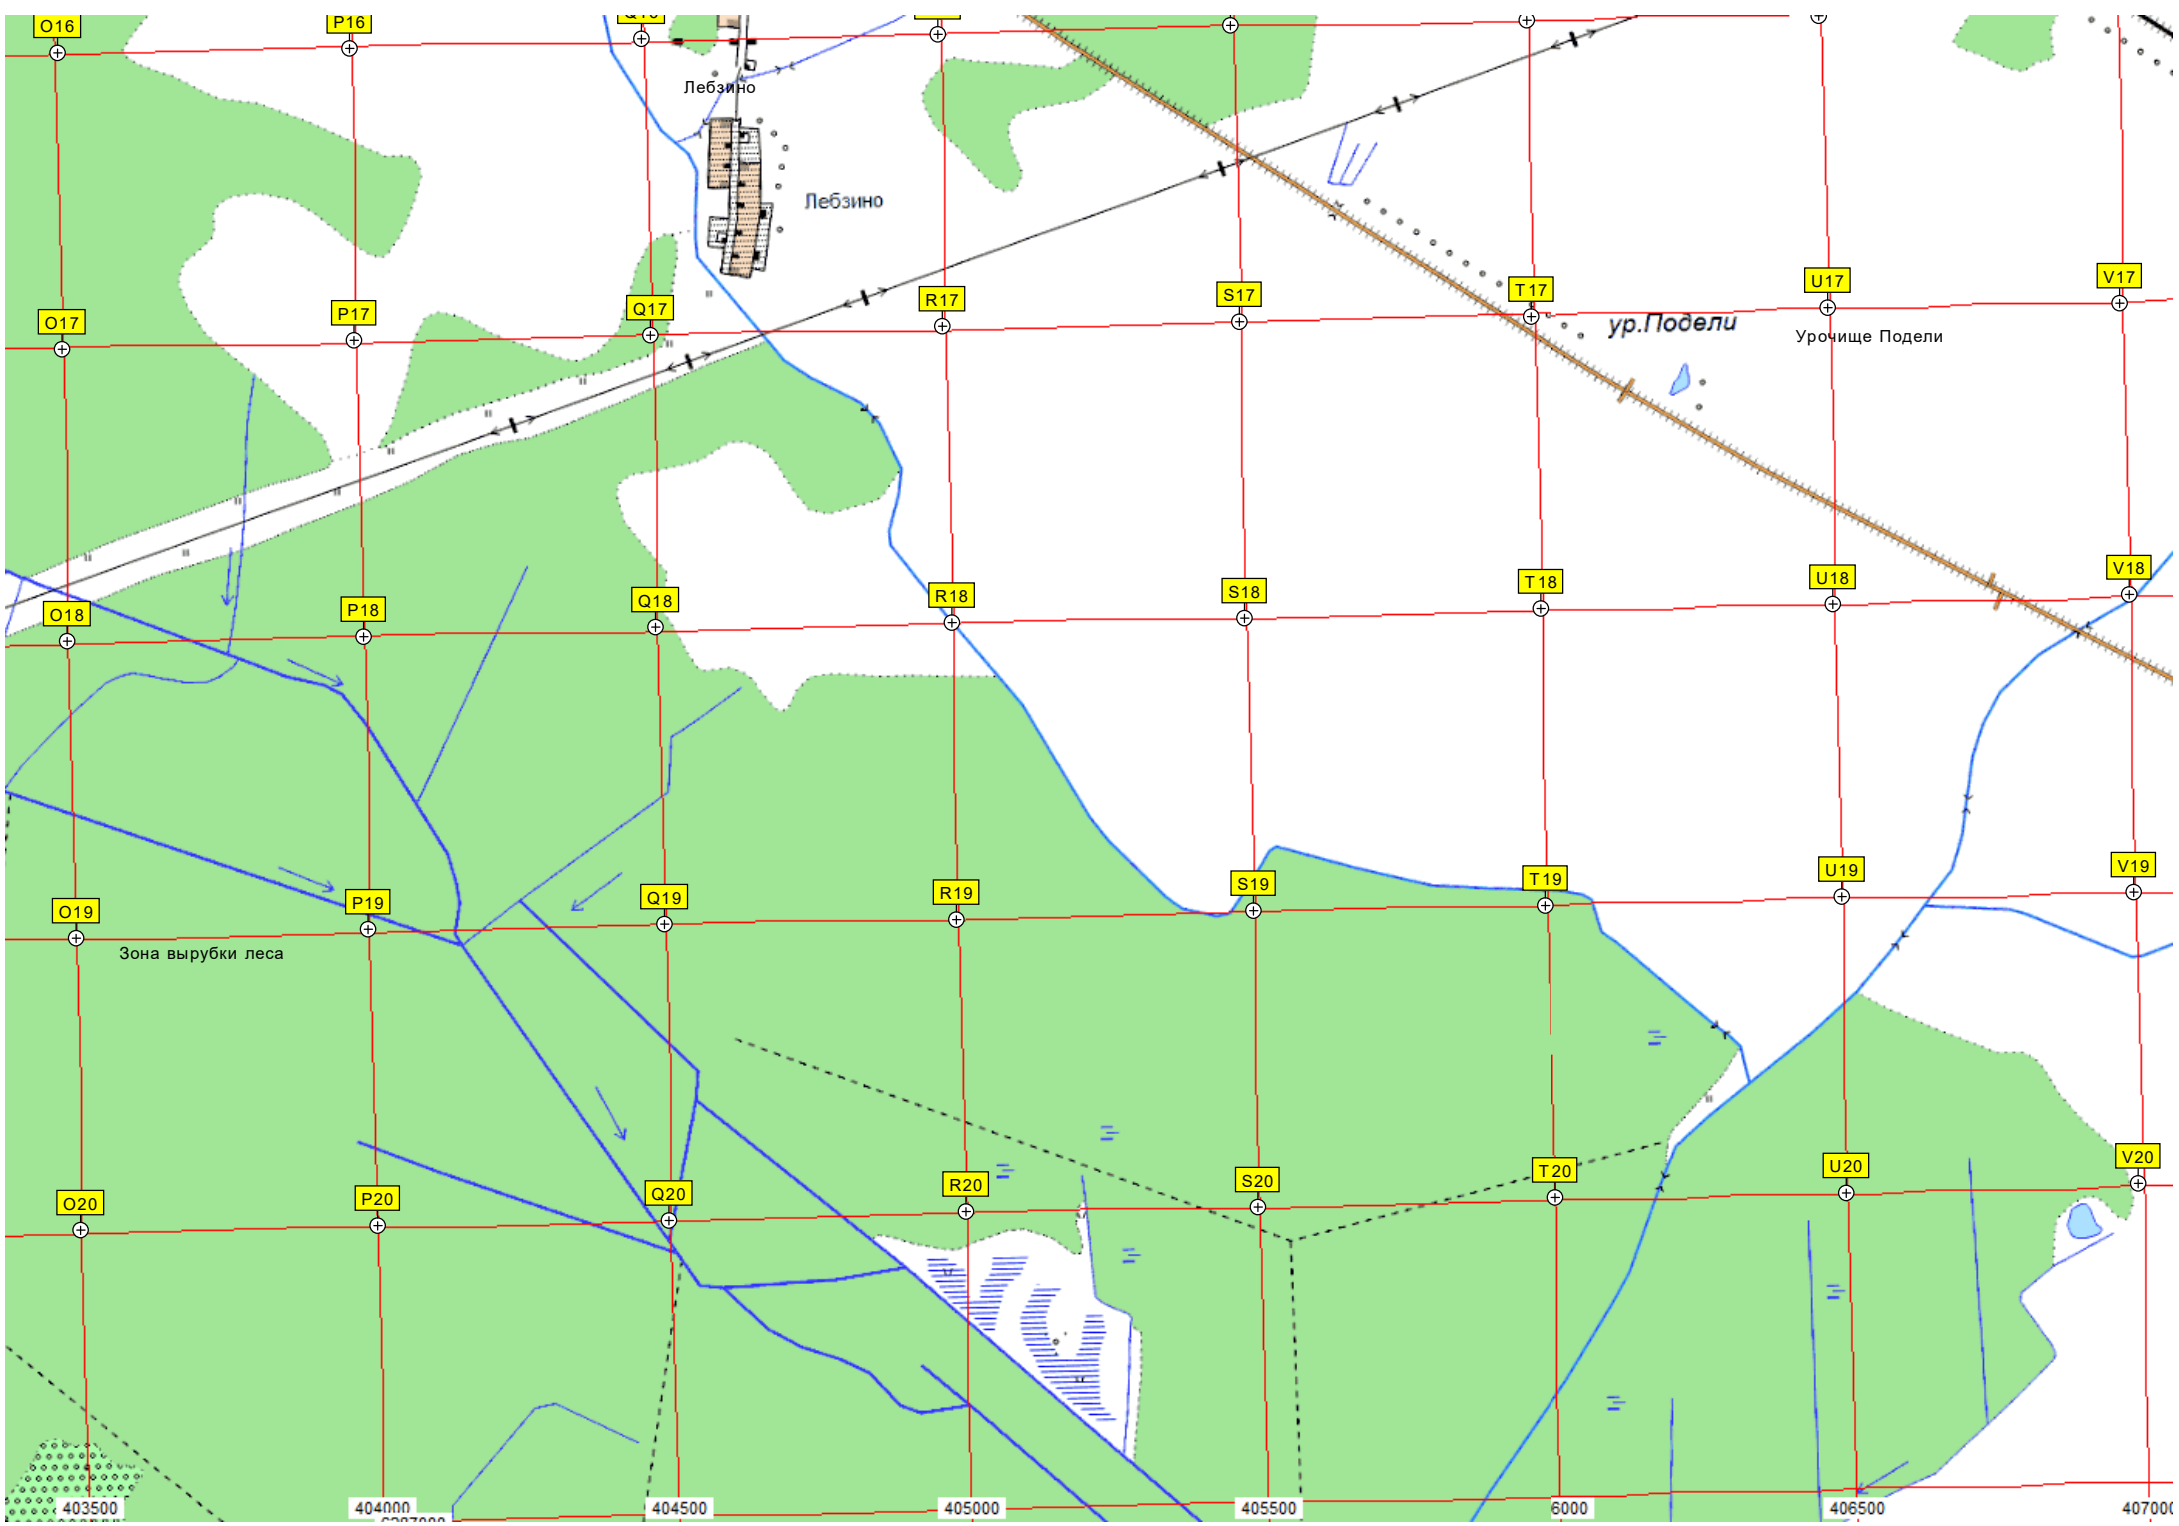 O16
P16
Лебзино
Лебзино
O17
P17
Q17
R17
S17
T17
U17
V17
ур.Подели
Урочище Подели
O18
P18
Q18
R18
S18
T18
U18
V18
O19
P19
Q19
R19
S19
T19
U19
V19
Зона вырубки леса
O20
P20
Q20
R20
S20
T20
U20
V20
403500
404000
404500
405000
405500
6000
406500
407000